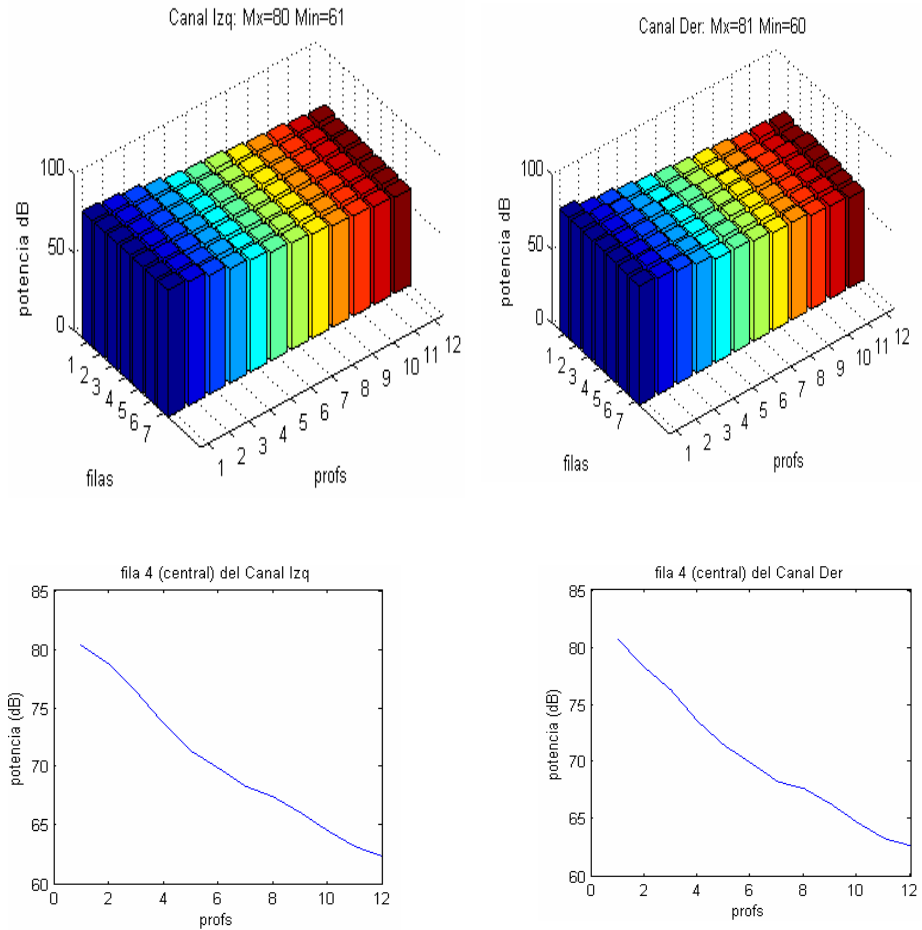 Canal Izq: Mx=80 Min=61
100
50
0
potencia dB
1
2
3
4
5
6
7
filas
1 2 3 4 5 6 7 8 9 10 11 12
profs
Canal Der: Mx=81 Min=60
100
50
0
potencia dB
1
2
3
4
5
6
7
filas
1 2 3 4 5 6 7 8 9 10 11 12
profs
fila 4 (central) del Canal Izq
85
80
75
70
65
60
potencia (dB)
0 2 4 6 8 10 12
profs
fila 4 (central) del Canal Der
85
80
75
70
65
60
potencia (dB)
0 2 4 6 8 10 12
profs